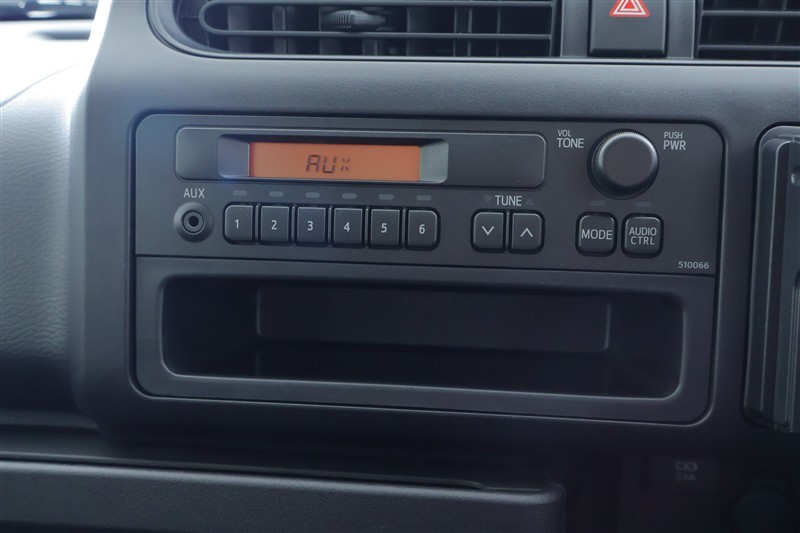 VOL
TONE
PUSH
PWR
AUX
AUX
TUNE
1 2 3 4 5 6
MODE
AUDIO
CTRL
510066